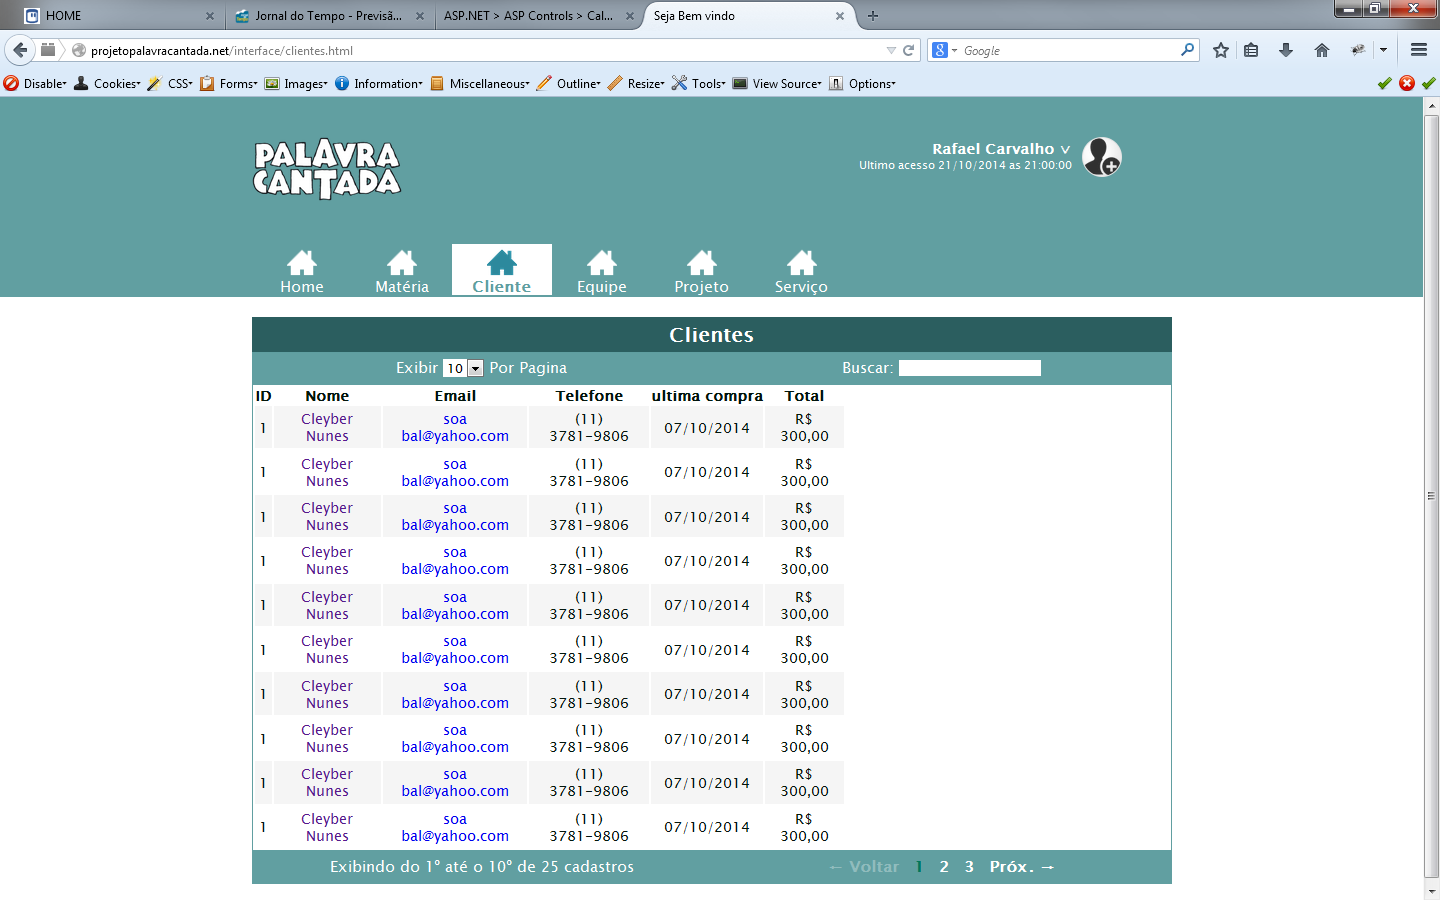 HOME
Jornal do Tempo - Previsã...
ASP.NET > ASP Controls > Cal...
Seja Bem vindo
projetopalavracantada.net/interface/clientes.html
Google
Disable Cookies CSS Forms Images Information Miscellaneous Outline Resize Tools View Source Options
PALAVRA
CANTADA
Rafael Carvalho v
Ultimo acesso 21/10/2014 as 21:00:00
Home Matéria Cliente Equipe Projeto Serviço
Clientes
Exibir 10 Por Pagina Buscar:
ID Nome Email Telefone ultima compra Total
1 Cleyber Nunes soa bal@yahoo.com (11) 3781-9806 07/10/2014 R$ 300,00
1 Cleyber Nunes soa bal@yahoo.com (11) 3781-9806 07/10/2014 R$ 300,00
1 Cleyber Nunes soa bal@yahoo.com (11) 3781-9806 07/10/2014 R$ 300,00
1 Cleyber Nunes soa bal@yahoo.com (11) 3781-9806 07/10/2014 R$ 300,00
1 Cleyber Nunes soa bal@yahoo.com (11) 3781-9806 07/10/2014 R$ 300,00
1 Cleyber Nunes soa bal@yahoo.com (11) 3781-9806 07/10/2014 R$ 300,00
1 Cleyber Nunes soa bal@yahoo.com (11) 3781-9806 07/10/2014 R$ 300,00
1 Cleyber Nunes soa bal@yahoo.com (11) 3781-9806 07/10/2014 R$ 300,00
1 Cleyber Nunes soa bal@yahoo.com (11) 3781-9806 07/10/2014 R$ 300,00
1 Cleyber Nunes soa bal@yahoo.com (11) 3781-9806 07/10/2014 R$ 300,00
Exibindo do 1° até o 10° de 25 cadastros ← Voltar 1 2 3 Próx. →